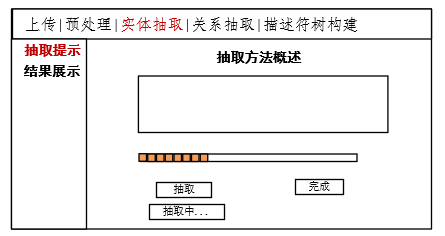 上传|预处理|实体抽取|关系抽取|描述符树构建
抽取提示
结果展示
抽取方法概述
抽取
完成
抽取中...